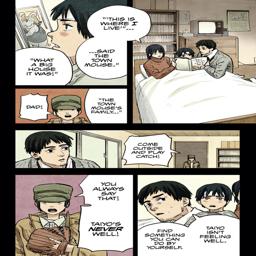 "'THIS IS
WHERE I
LIVE'"...
...SAID
THE TOWN
MOUSE.
"WHAT
A BIG
HOUSE
IT WAS!"
DAD!
"THE
TOWN
MOUSE'S
FAMILY..."
COME
OUTSIDE
AND PLAY
CATCH!
YOU
ALWAYS
SAY
THAT!
TAIYO'S
NEVER
WELL!
TAIYO
ISN'T
FEELING
WELL.
FIND
SOMETHING
YOU CAN
DO BY
YOURSELF.